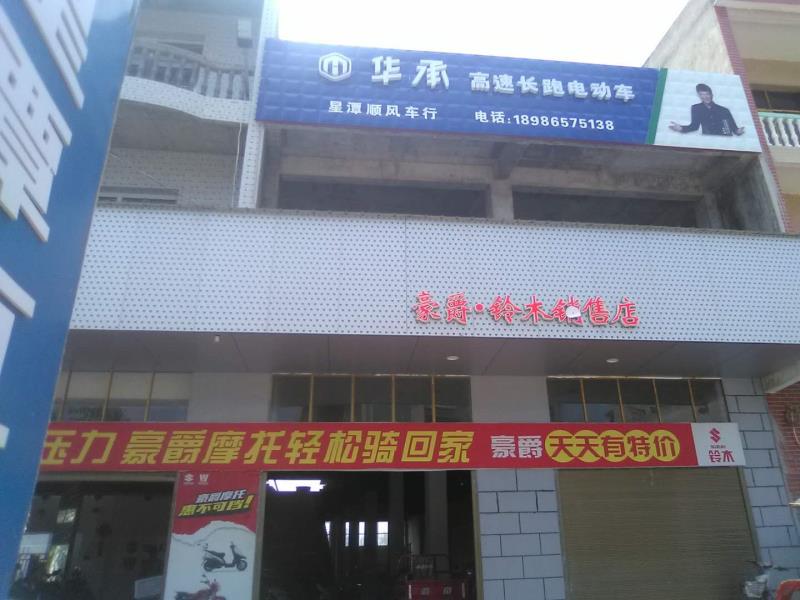 华承 高速长跑电动车
星潭顺风车行 电话:18986575138
豪爵·铃木销售店
压力 豪爵摩托轻松骑回家 豪爵 天天有特价
SUZUKI
铃木
豪爵摩托
惠不可挡!